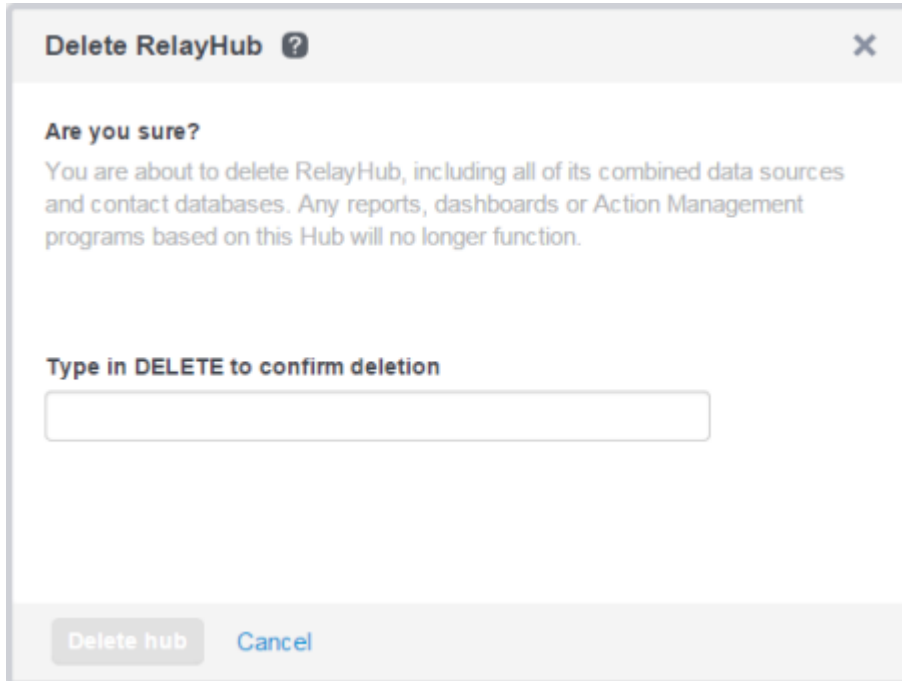 Delete RelayHub ?
Are you sure?
You are about to delete RelayHub, including all of its combined data sources
and contact databases. Any reports, dashboards or Action Management
programs based on this Hub will no longer function.
Type in DELETE to confirm deletion
Delete hub Cancel